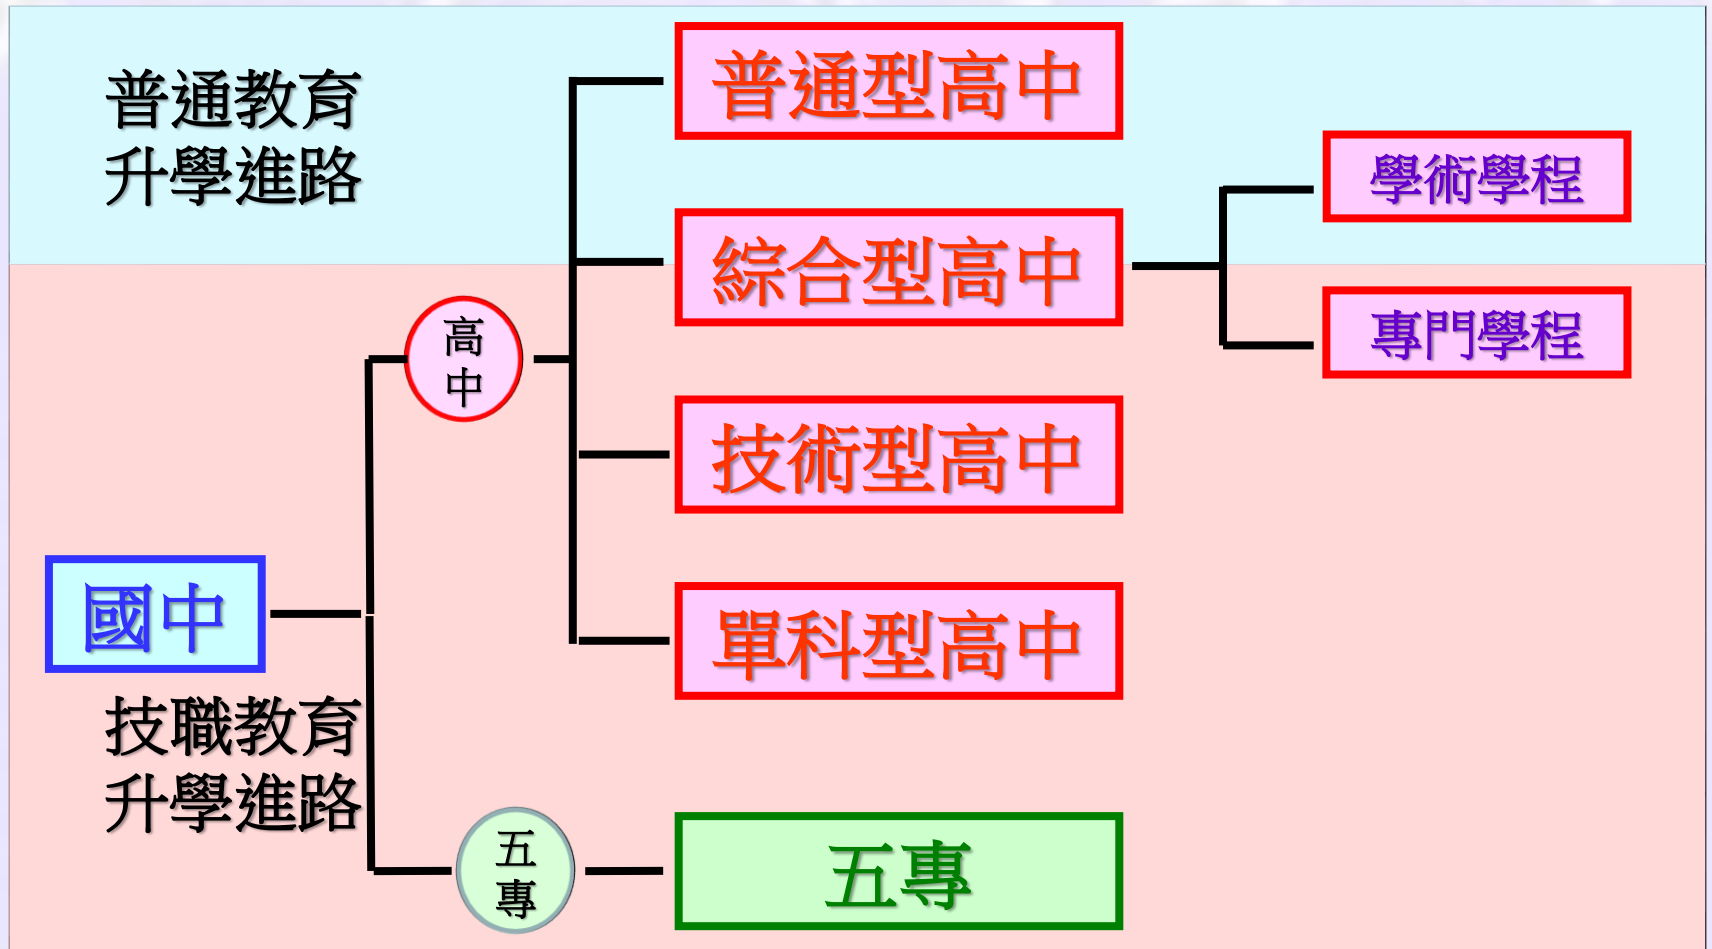 普通教育
升學進路
普通型高中
學術學程
綜合型高中
專門學程
高
中
技術型高中
國中
單科型高中
技職教育
升學進路
五
專
五專